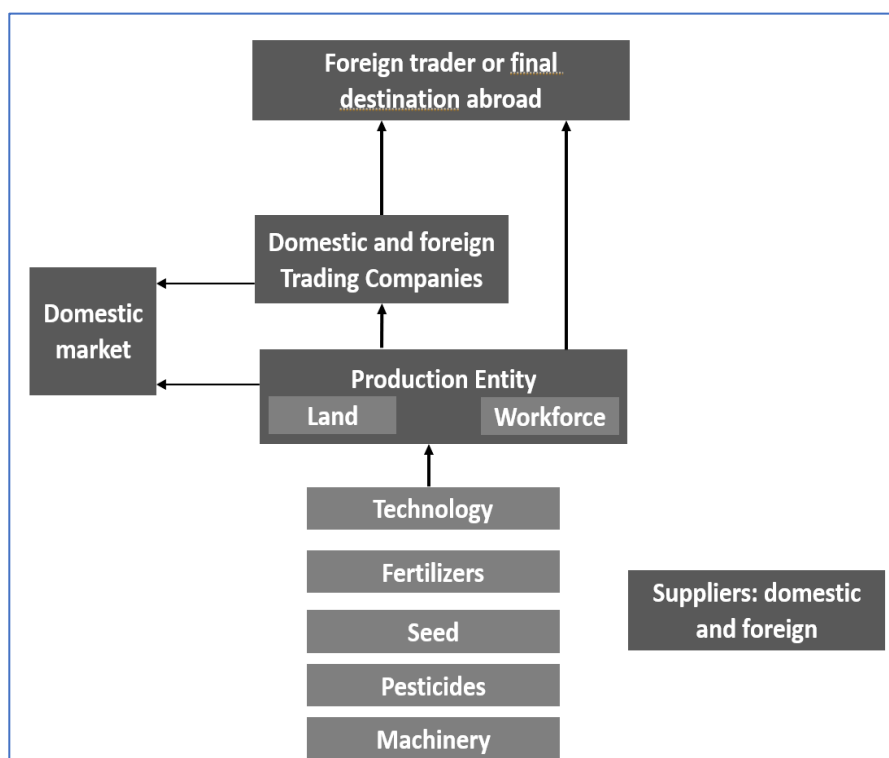 Foreign trader or final
destination abroad
Domestic and foreign
Trading Companies
Domestic
market
Production Entity
Land
Workforce
Technology
Fertilizers
Seed
Suppliers: domestic
and foreign
Pesticides
Machinery